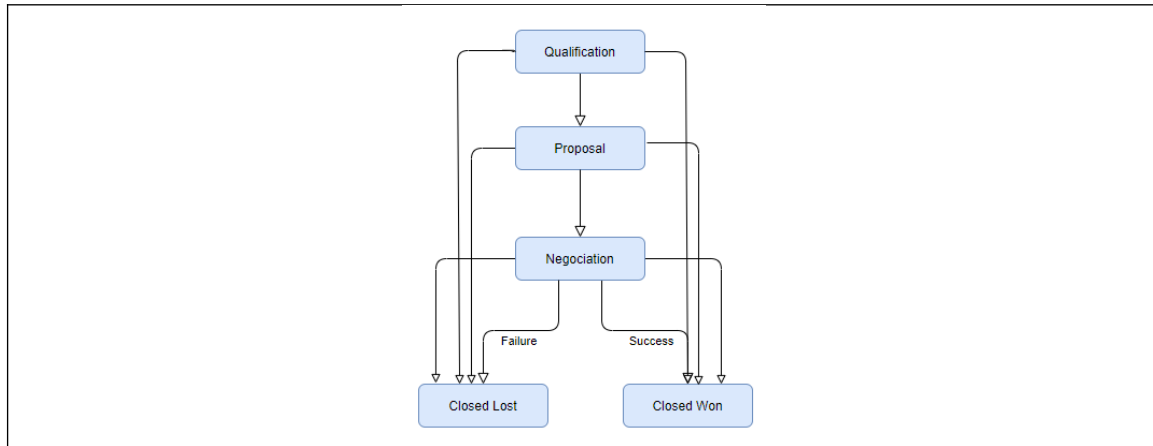 Qualification
Proposal
Negociation
Failure
Success
Closed Lost
Closed Won